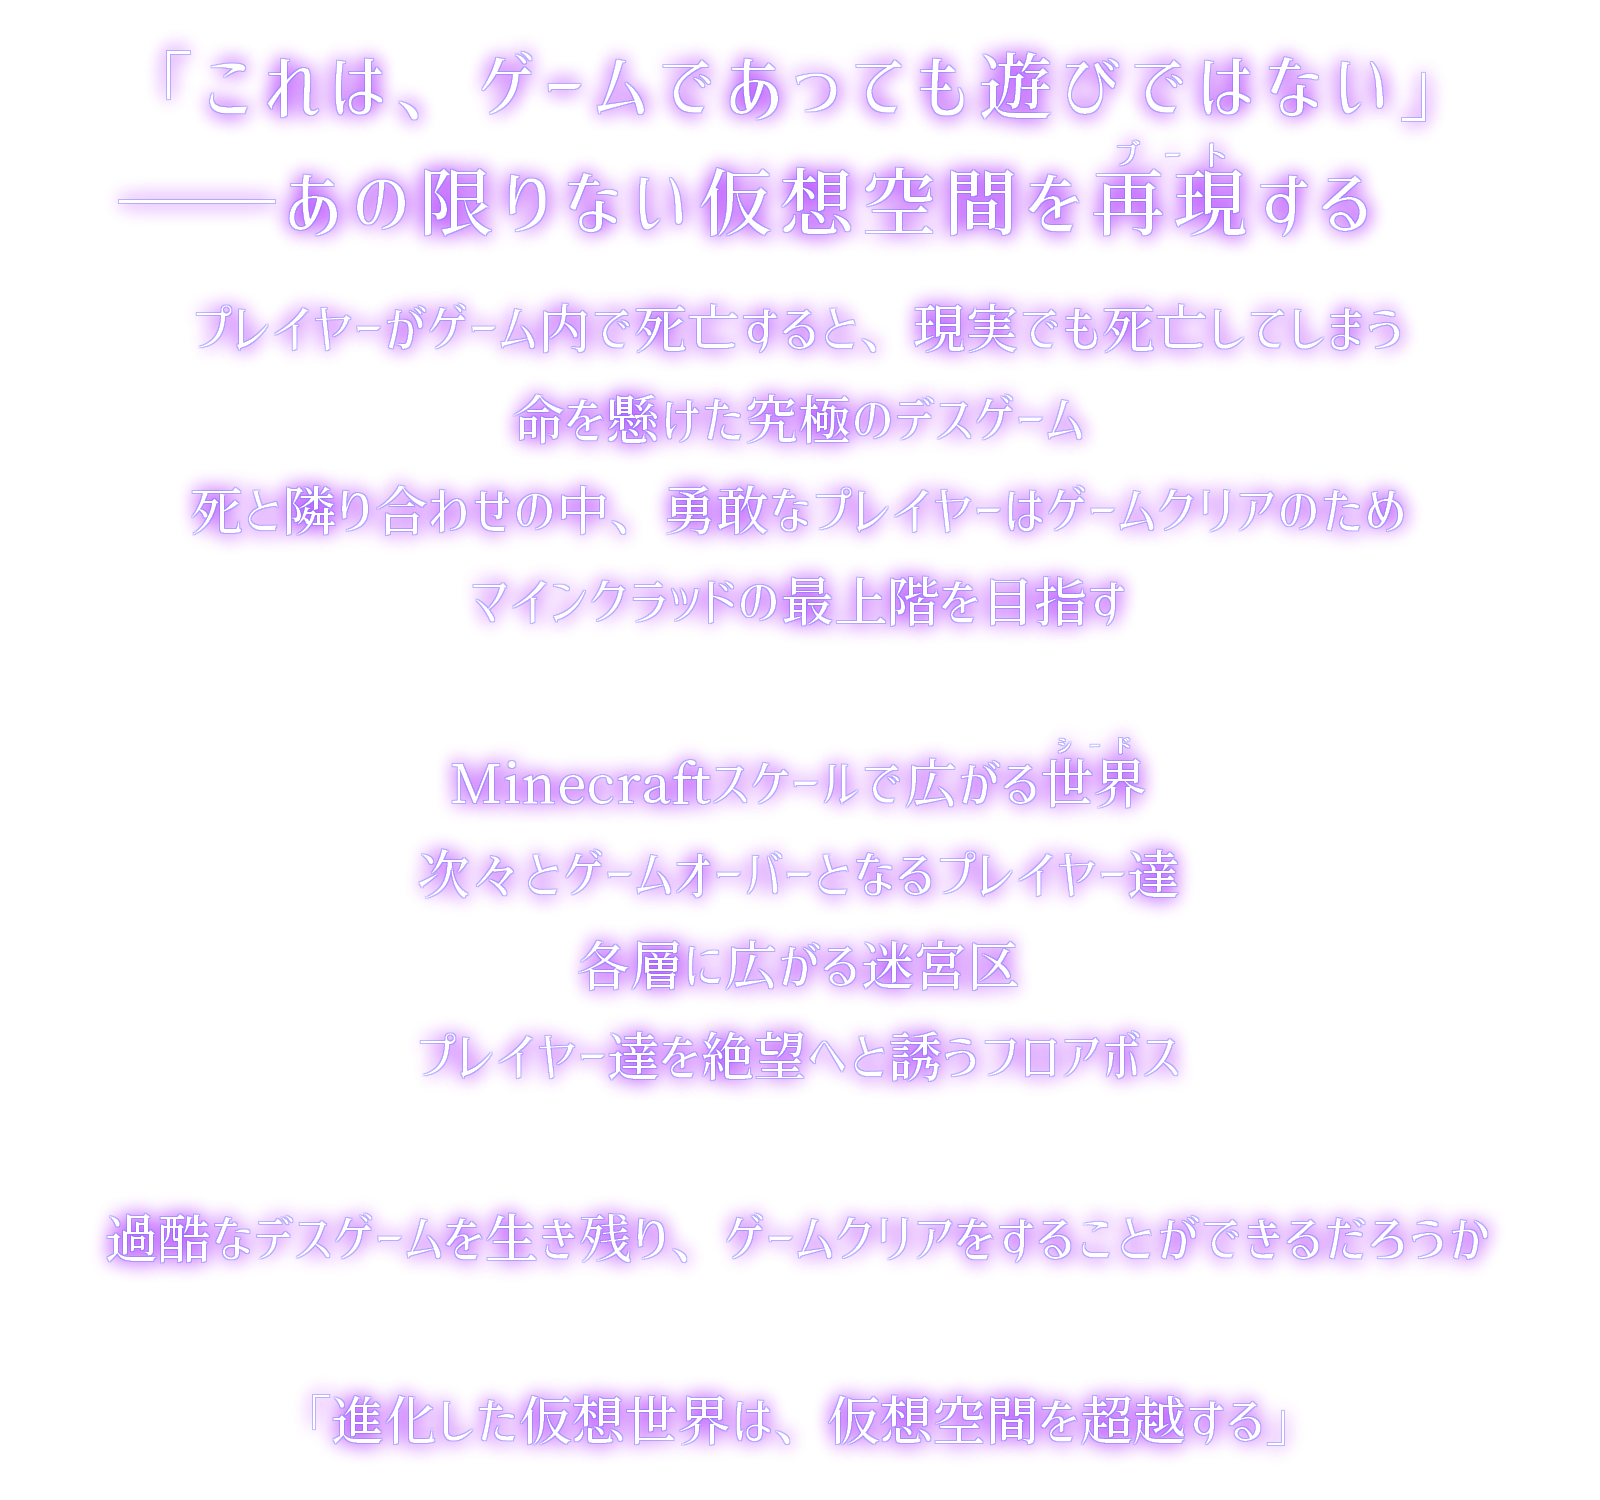 「これは、ゲームであっても遊びではない」
ブート
――あの限りない仮想空間を再現する
プレイヤーがゲーム内で死亡すると、現実でも死亡してしまう
命を懸けた究極のデスゲーム
死と隣り合わせの中、勇敢なプレイヤーはゲームクリアのため
マインクラッドの最上階を目指す
シード
Minecraftスケールで広がる世界
次々とゲームオーバーとなるプレイヤー達
各層に広がる迷宮区
プレイヤー達を絶望へと誘うフロアボス
過酷なデスゲームを生き残り、ゲームクリアをすることができるだろうか
「進化した仮想世界は、仮想空間を超越する」